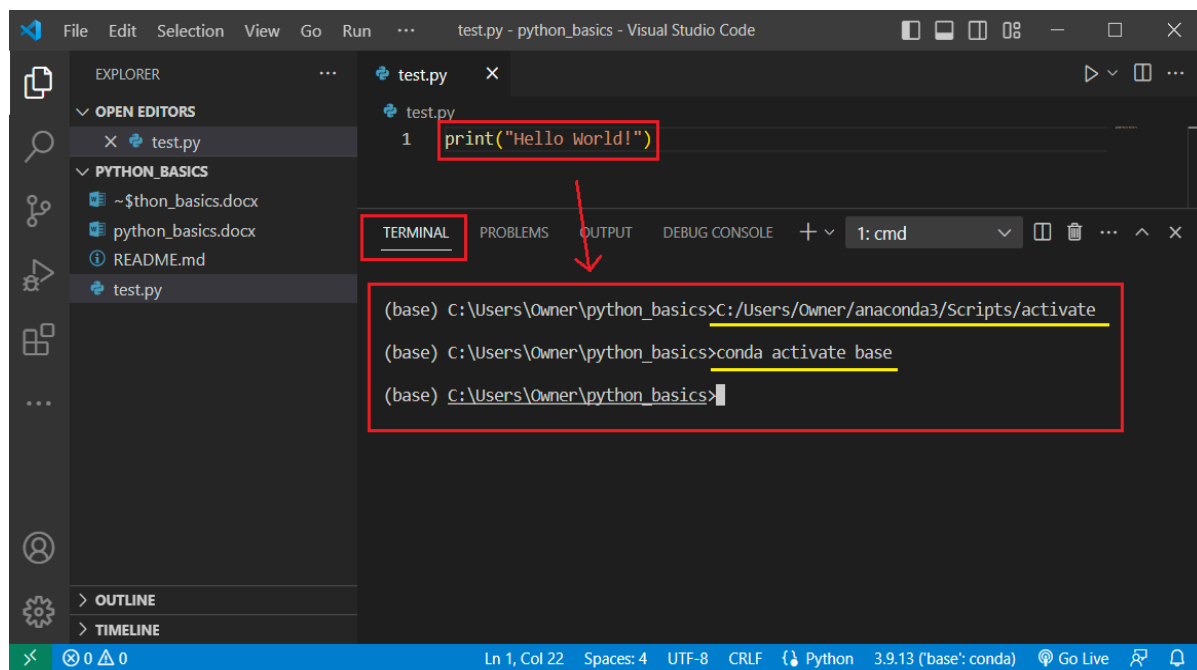 File Edit Selection View Go Run ··· test.py - python_basics - Visual Studio Code
EXPLORER ···
OPEN EDITORS
test.py
PYTHON_BASICS
~$thon_basics.docx
python_basics.docx
README.md
test.py
OUTLINE
TIMELINE
test.py
test.py
1 print("Hello World!")
TERMINAL PROBLEMS OUTPUT DEBUG CONSOLE 1: cmd
(base) C:\Users\Owner\python_basics>C:/Users/Owner/anaconda3/Scripts/activate
(base) C:\Users\Owner\python_basics>conda activate base
(base) C:\Users\Owner\python_basics>
0 0 Ln 1, Col 22 Spaces: 4 UTF-8 CRLF Python 3.9.13 ('base': conda) Go Live